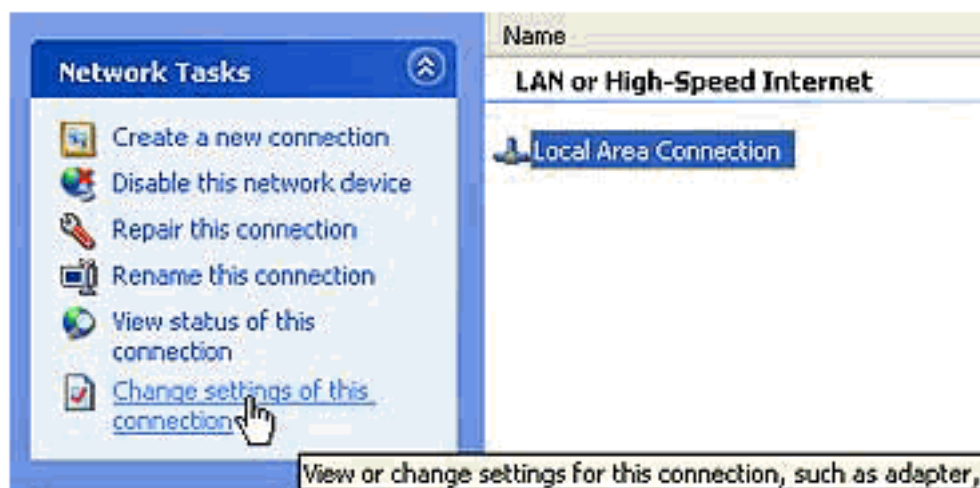 Network Tasks
Create a new connection
Disable this network device
Repair this connection
Rename this connection
View status of this
connection
Change settings of this
connection
Name
LAN or High-Speed Internet
Local Area Connection
View or change settings for this connection, such as adapter,